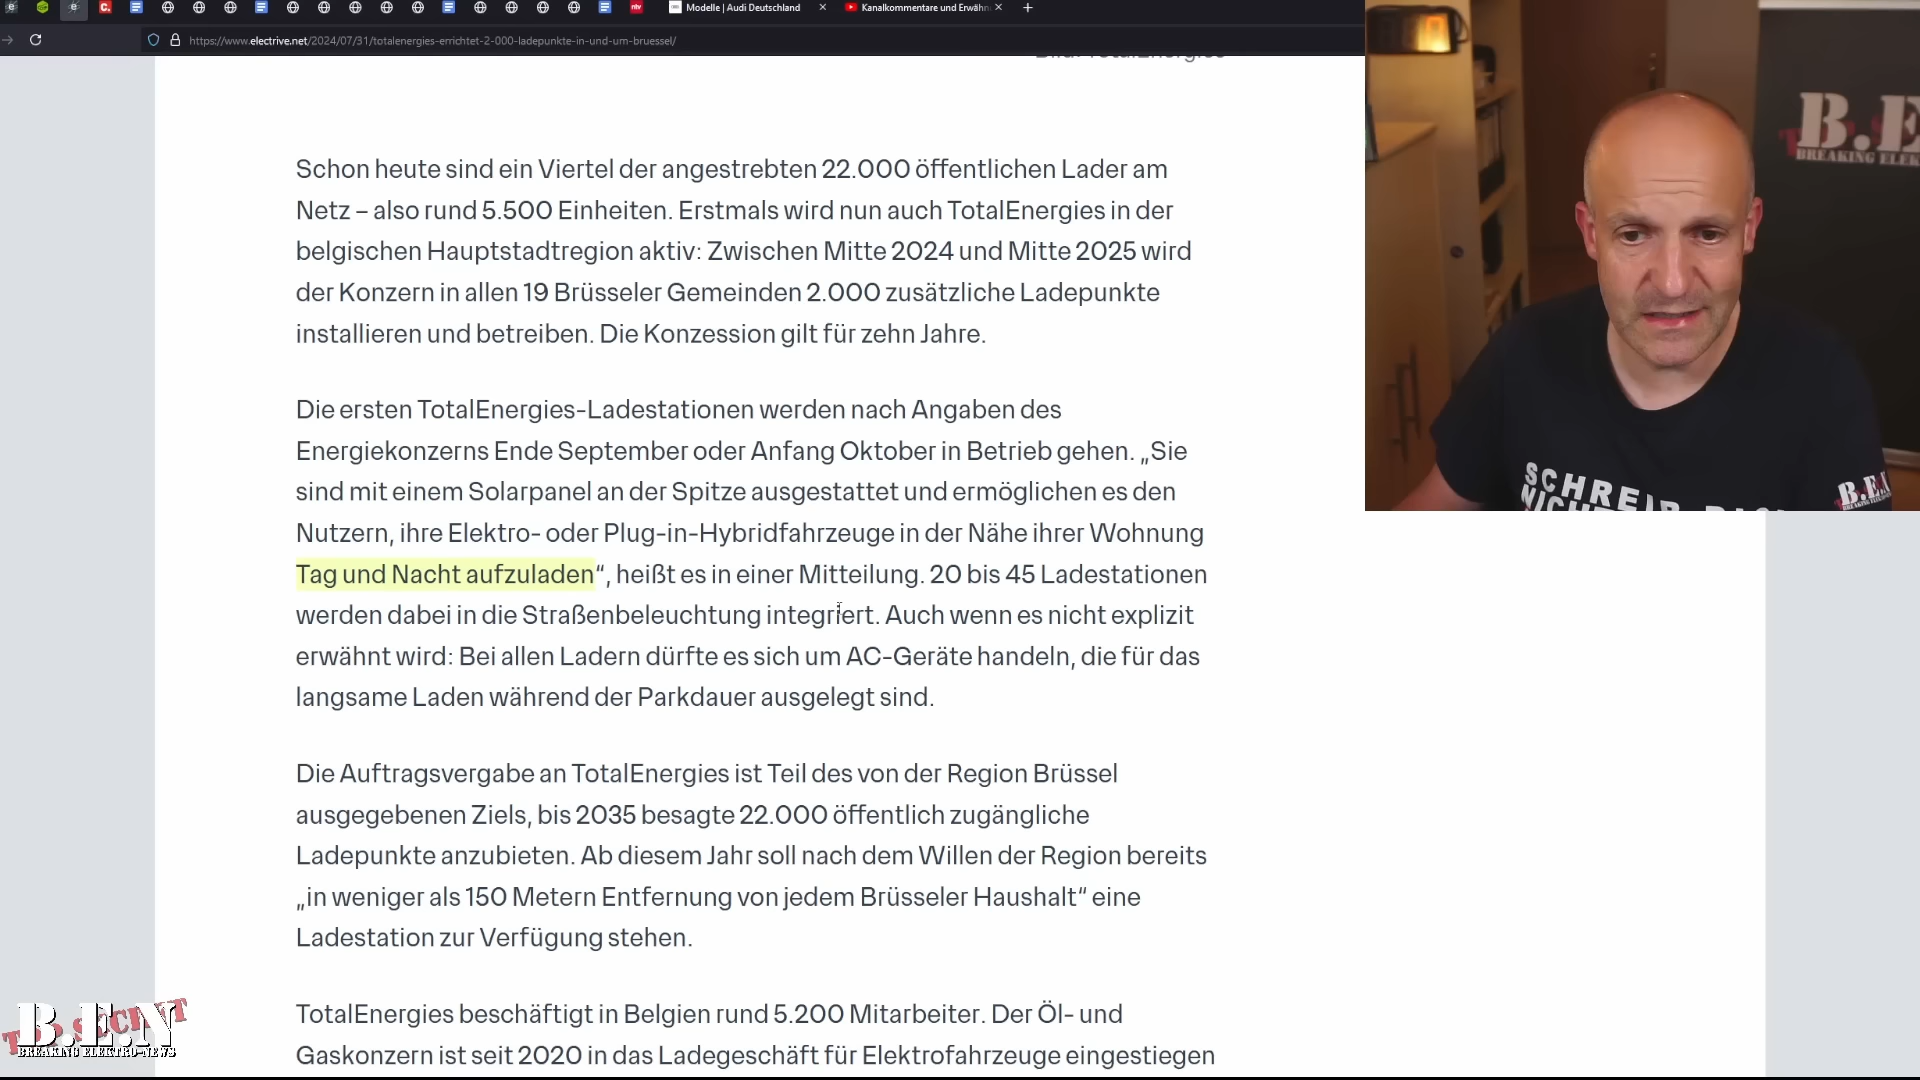 Modelle | Audi Deutschland
Kanalkommentare und Erwähn
https://www.electrive.net/2024/07/31/totalenergies-errichtet-2-000-ladepunkte-in-und-um-bruessel/
Bild: TotalEnergies
Schon heute sind ein Viertel der angestrebten 22.000 öffentlichen Lader am
Netz – also rund 5.500 Einheiten. Erstmals wird nun auch TotalEnergies in der
belgischen Hauptstadtregion aktiv: Zwischen Mitte 2024 und Mitte 2025 wird
der Konzern in allen 19 Brüsseler Gemeinden 2.000 zusätzliche Ladepunkte
installieren und betreiben. Die Konzession gilt für zehn Jahre.
Die ersten TotalEnergies-Ladestationen werden nach Angaben des
Energiekonzerns Ende September oder Anfang Oktober in Betrieb gehen. „Sie
sind mit einem Solarpanel an der Spitze ausgestattet und ermöglichen es den
Nutzern, ihre Elektro- oder Plug-in-Hybridfahrzeuge in der Nähe ihrer Wohnung
Tag und Nacht aufzuladen“, heißt es in einer Mitteilung. 20 bis 45 Ladestationen
werden dabei in die Straßenbeleuchtung integriert. Auch wenn es nicht explizit
erwähnt wird: Bei allen Ladern dürfte es sich um AC-Geräte handeln, die für das
langsame Laden während der Parkdauer ausgelegt sind.
Die Auftragsvergabe an TotalEnergies ist Teil des von der Region Brüssel
ausgegebenen Ziels, bis 2035 besagte 22.000 öffentlich zugängliche
Ladepunkte anzubieten. Ab diesem Jahr soll nach dem Willen der Region bereits
„in weniger als 150 Metern Entfernung von jedem Brüsseler Haushalt“ eine
Ladestation zur Verfügung stehen.
TotalEnergies beschäftigt in Belgien rund 5.200 Mitarbeiter. Der Öl- und
Gaskonzern ist seit 2020 in das Ladegeschäft für Elektrofahrzeuge eingestiegen
B.E.N
BREAKING ELEKTRO-NEWS
B.E
BREAKING ELEK
SCHREIB
B.E.N